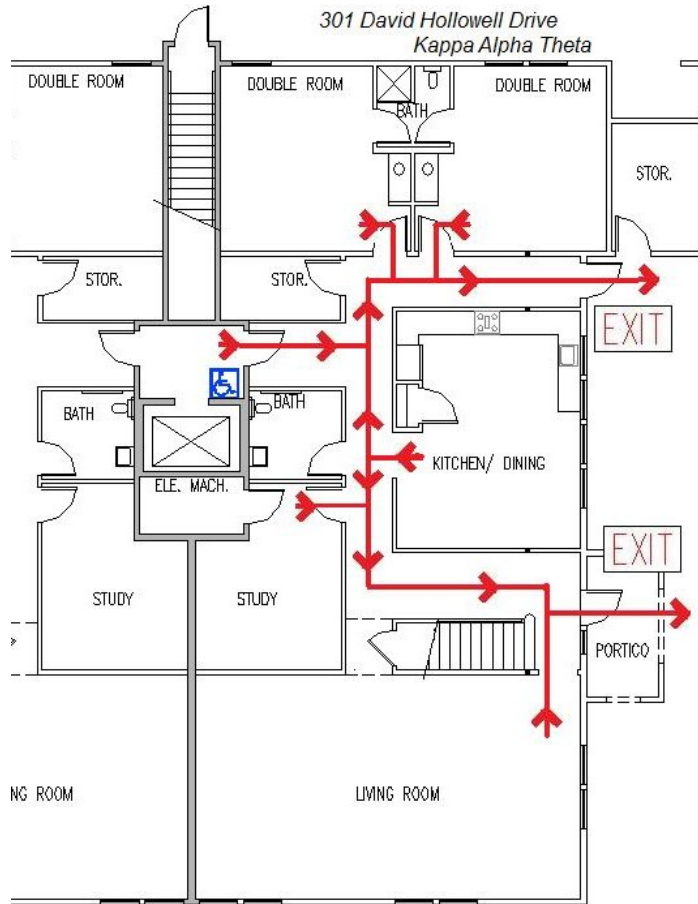 301 David Hollowell Drive
Kappa Alpha Theta
DOUBLE ROOM
DOUBLE ROOM
DOUBLE ROOM
BATH
STOR.
STOR.
STOR.
EXIT
BATH
BATH
KITCHEN/ DINING
ELE. MACH.
EXIT
STUDY
STUDY
PORTICO
NG ROOM
LIVING ROOM